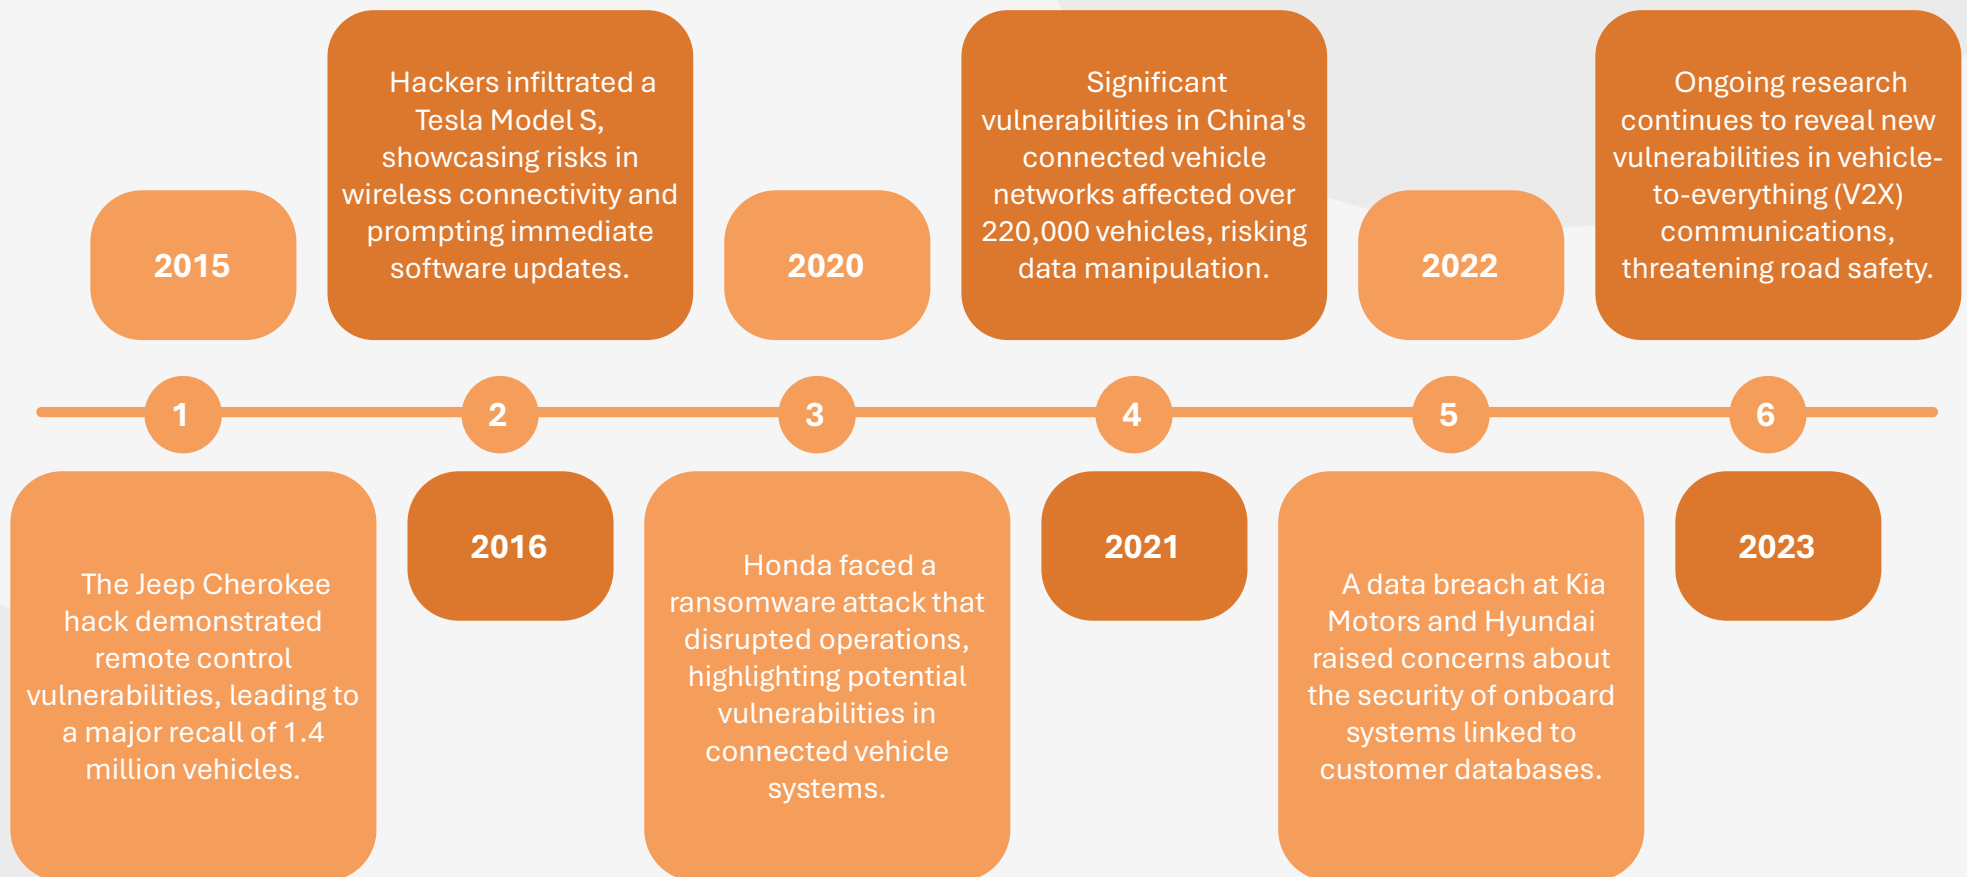 2015
The Jeep Cherokee
hack demonstrated
remote control
vulnerabilities, leading to
a major recall of 1.4
million vehicles.
1
Hackers infiltrated a
Tesla Model S,
showcasing risks in
wireless connectivity and
prompting immediate
software updates.
2
2016
2020
3
Honda faced a
ransomware attack that
disrupted operations,
highlighting potential
vulnerabilities in
connected vehicle
systems.
Significant
vulnerabilities in China's
connected vehicle
networks affected over
220,000 vehicles, risking
data manipulation.
4
2021
2022
5
A data breach at Kia
Motors and Hyundai
raised concerns about
the security of onboard
systems linked to
customer databases.
Ongoing research
continues to reveal new
vulnerabilities in vehicle-
to-everything (V2X)
communications,
threatening road safety.
6
2023